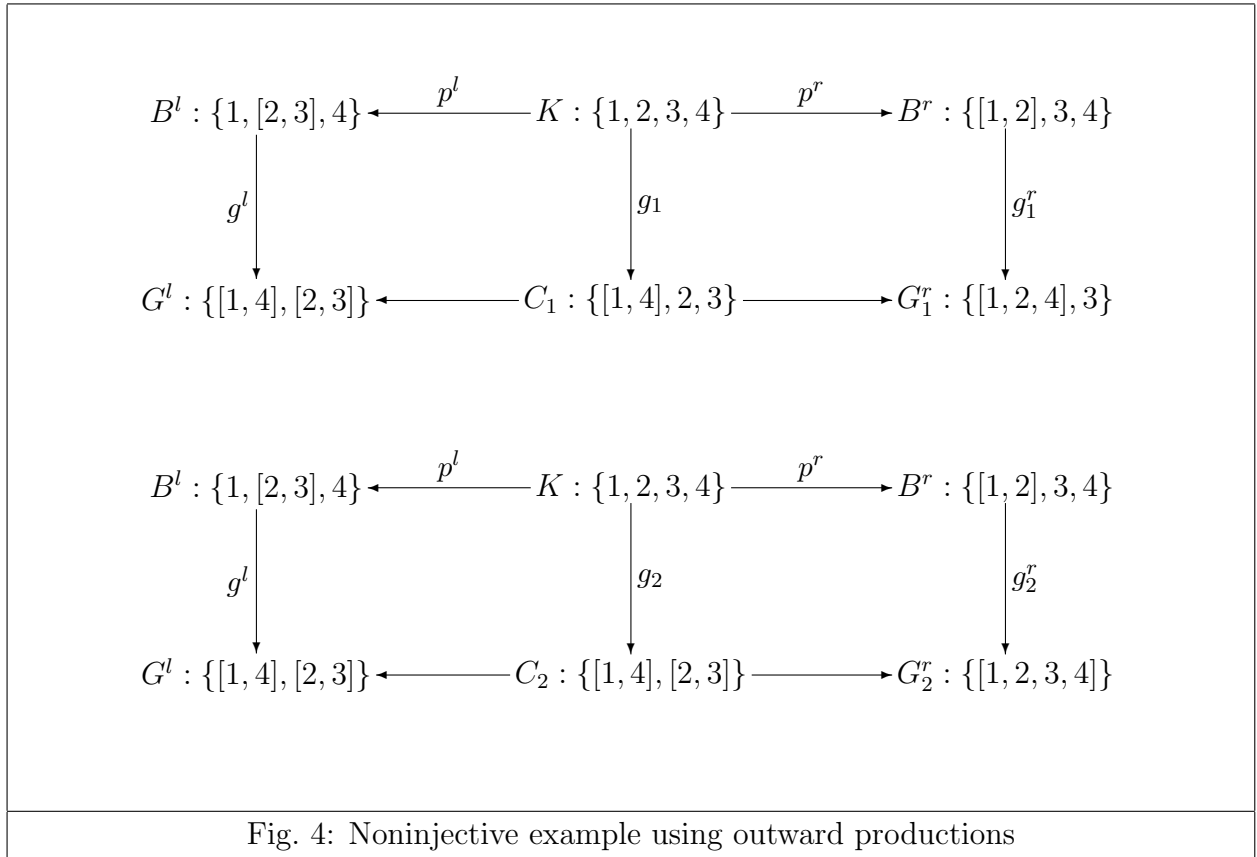 p^l p^r
B^l : {1, [2, 3], 4} K : {1, 2, 3, 4} B^r : {[1, 2], 3, 4}
g^l g_1 g_1^r
G^l : {[1, 4], [2, 3]} C_1 : {[1, 4], 2, 3} G_1^r : {[1, 2, 4], 3}
p^l p^r
B^l : {1, [2, 3], 4} K : {1, 2, 3, 4} B^r : {[1, 2], 3, 4}
g^l g_2 g_2^r
G^l : {[1, 4], [2, 3]} C_2 : {[1, 4], [2, 3]} G_2^r : {[1, 2, 3, 4]}
Fig. 4: Noninjective example using outward productions